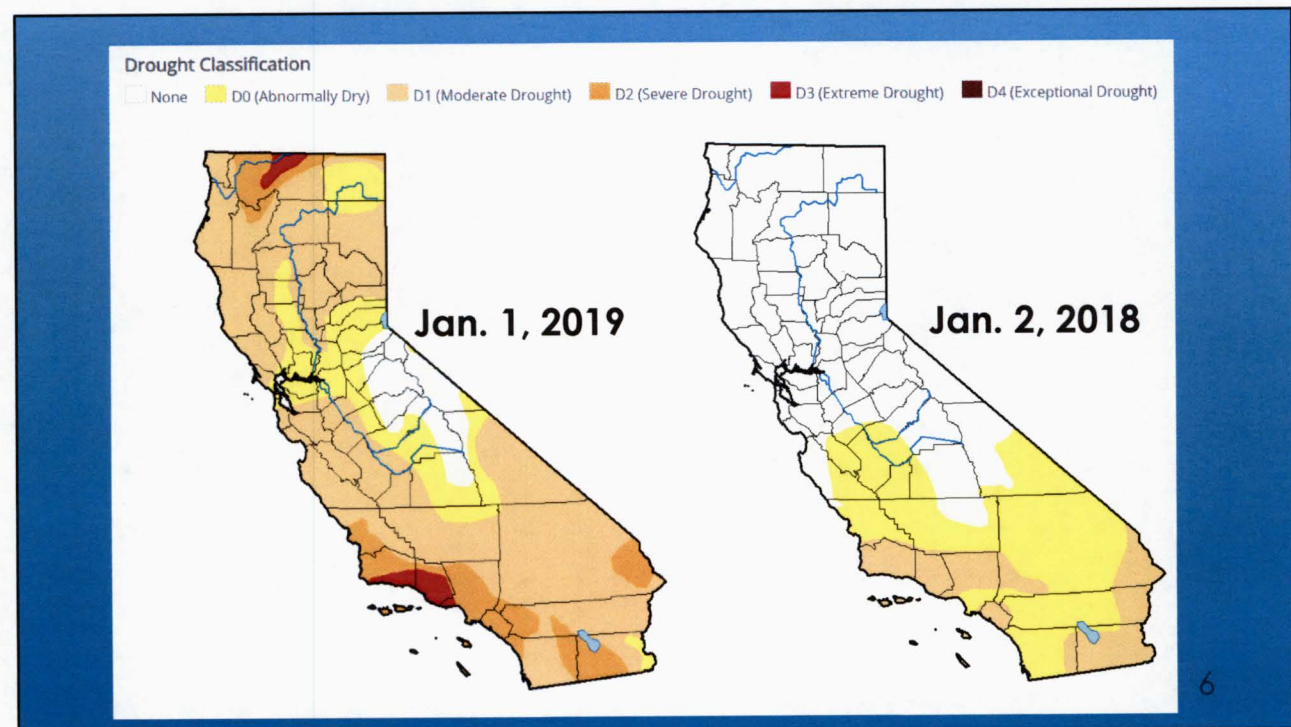 Drought Classification
None D0 (Abnormally Dry) D1 (Moderate Drought) D2 (Severe Drought) D3 (Extreme Drought) D4 (Exceptional Drought)
Jan. 1, 2019
Jan. 2, 2018
6